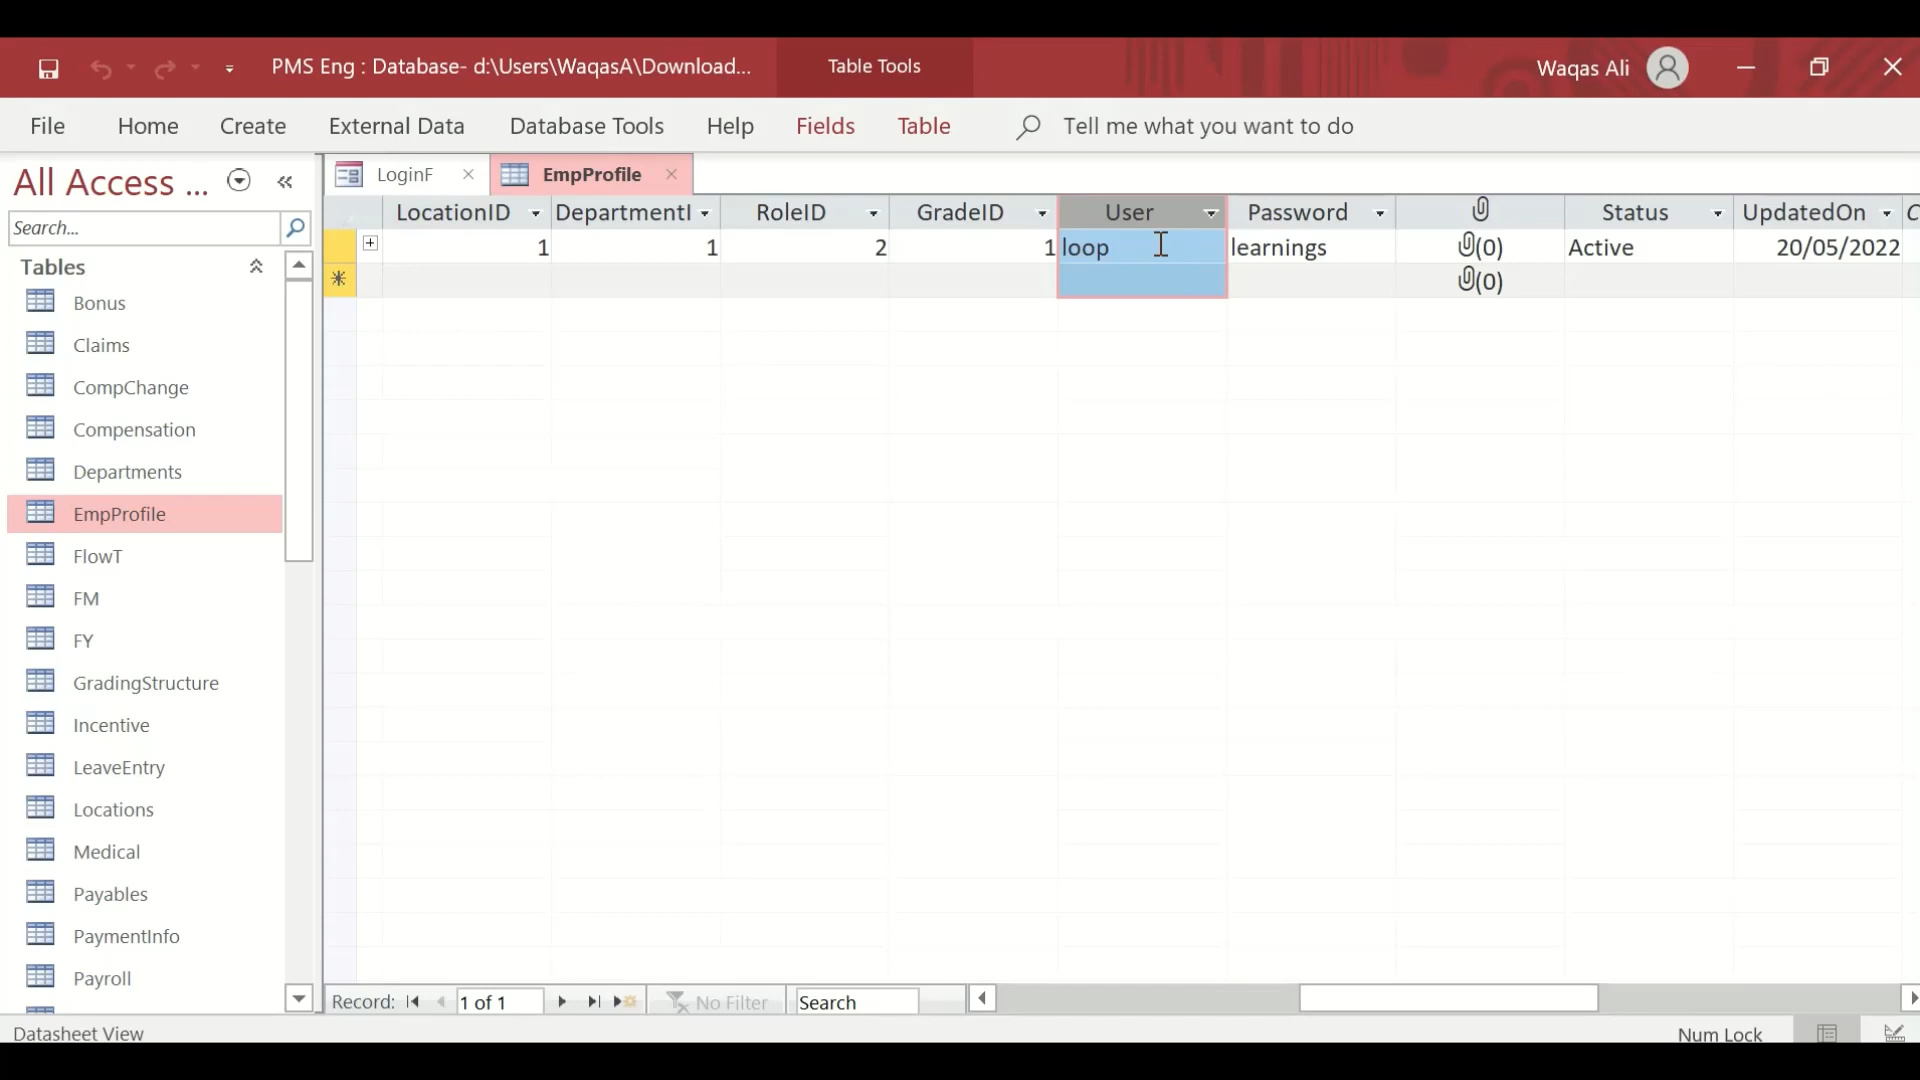 PMS Eng : Database- d:\Users\WaqasA\Download...
Table Tools
Waqas Ali
File Home Create External Data Database Tools Help Fields Table Tell me what you want to do
All Access ...
Search...
Tables
Bonus
Claims
CompChange
Compensation
Departments
EmpProfile
FlowT
FM
FY
GradingStructure
Incentive
LeaveEntry
Locations
Medical
Payables
PaymentInfo
Payroll
LoginF EmpProfile
LocationID DepartmentI RoleID GradeID User Password Status UpdatedOn C
1 1 2 1 loop learnings (0) Active 20/05/2022
(0)
Record: 1 of 1 No Filter Search
Datasheet View Num Lock